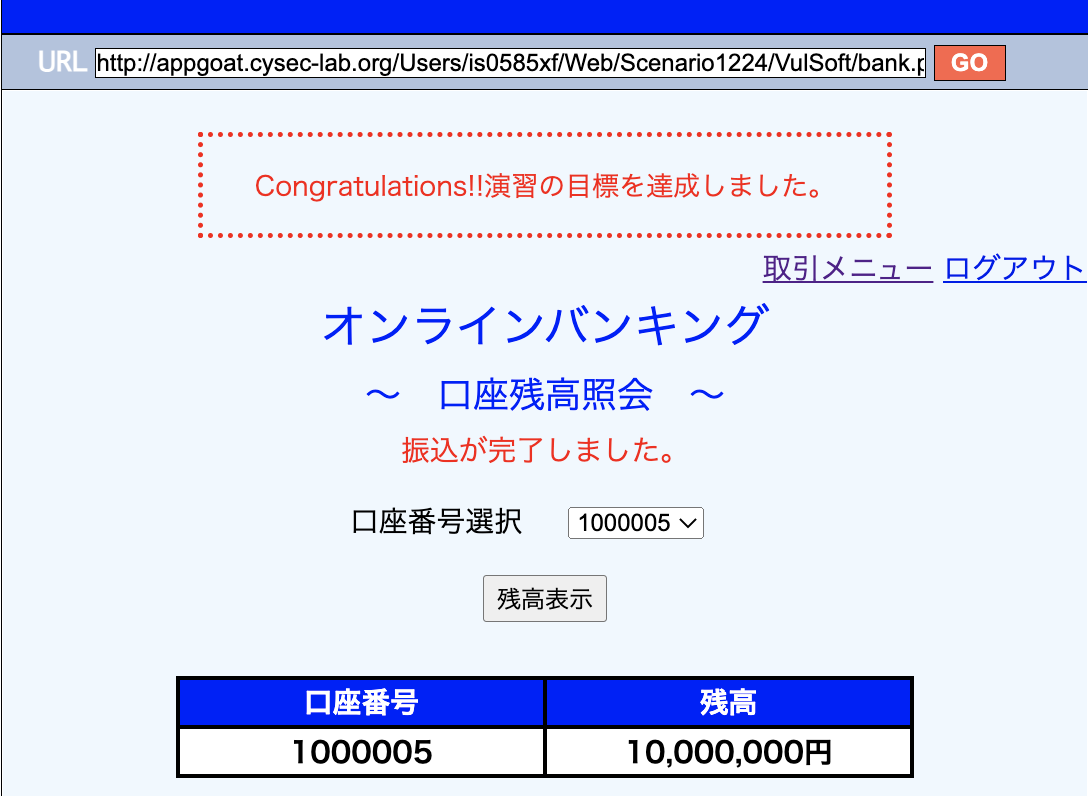 URL http://appgoat.cysec-lab.org/Users/is0585xf/Web/Scenario1224/VulSoft/bank.p GO
Congratulations!!演習の目標を達成しました。
取引メニュー ログアウト
オンラインバンキング
～　口座残高照会　～
振込が完了しました。
口座番号選択 1000005
残高表示
口座番号 残高
1000005 10,000,000円